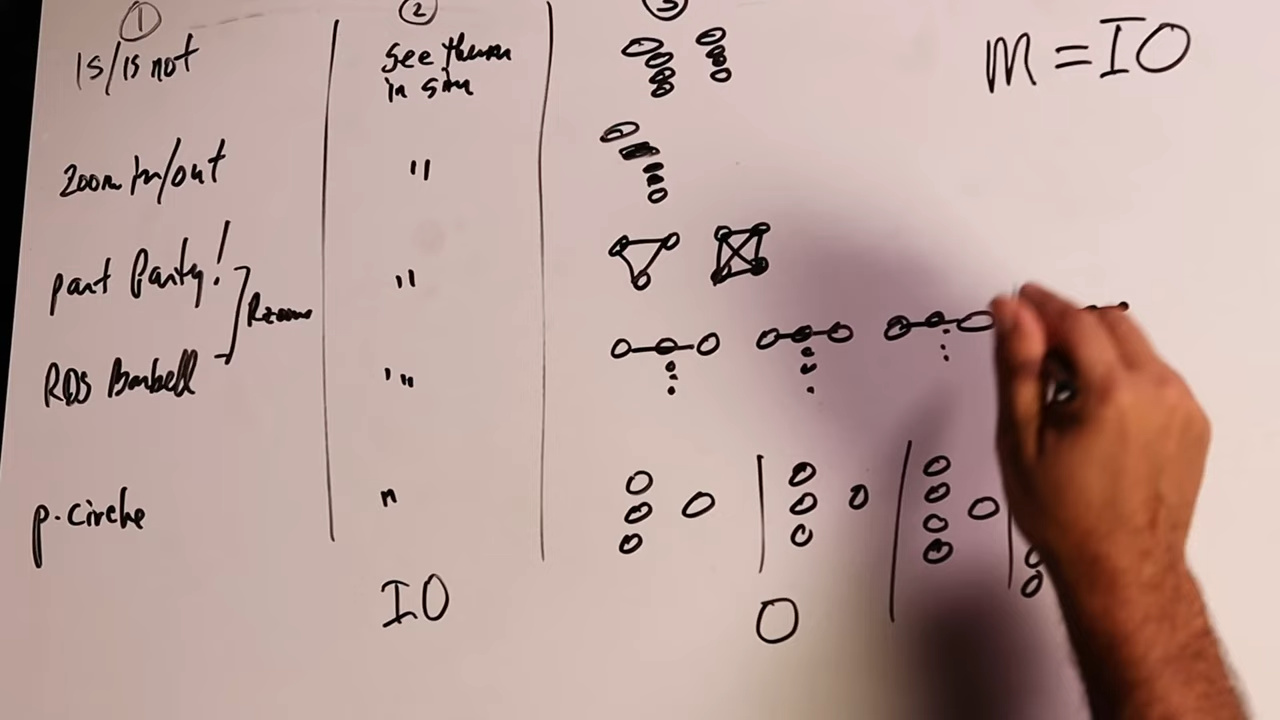 ① ② ③
is/is not see them
in sim
m = IO
zoom in/out "
part Party! "
Rzoom
RDS Barbell "
p. circle "
IO O